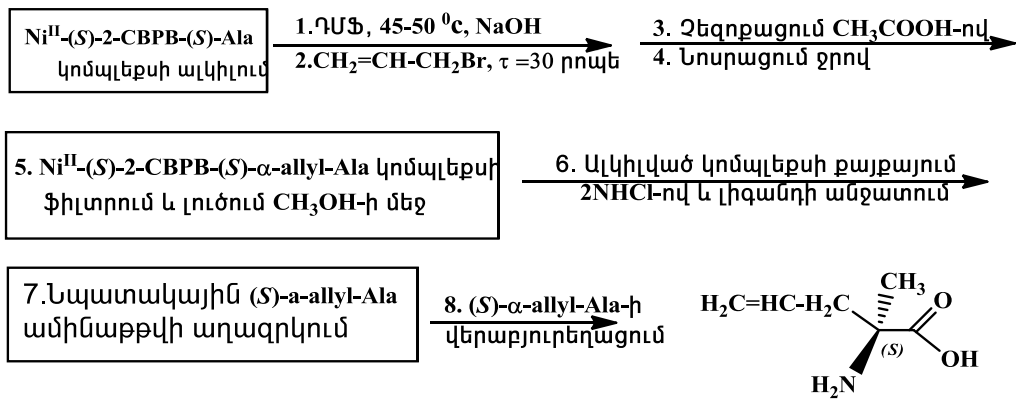 Ni^II-(S)-2-CBPB-(S)-Ala
կոմպլեքսի ալկիլում
1.ԴՄՖ, 45-50 ⁰c, NaOH
2.CH₂=CH-CH₂Br, τ =30 րոպե
3. Չեզոքացում CH₃COOH-ով
4. Նոսրացում ջրով
5. Ni^II-(S)-2-CBPB-(S)-α-allyl-Ala կոմպլեքսի
ֆիլտրում և լուծում CH₃OH-ի մեջ
6. Ալկիլված կոմպլեքսի քայքայում
2NHCl-ով և լիգանդի անջատում
7.Նպատակային (S)-a-allyl-Ala
ամինաթթվի աղազրկում
8. (S)-α-allyl-Ala-ի
վերաբյուրեղացում
H₂C=HC-H₂C
CH₃
O
(S)
OH
H₂N